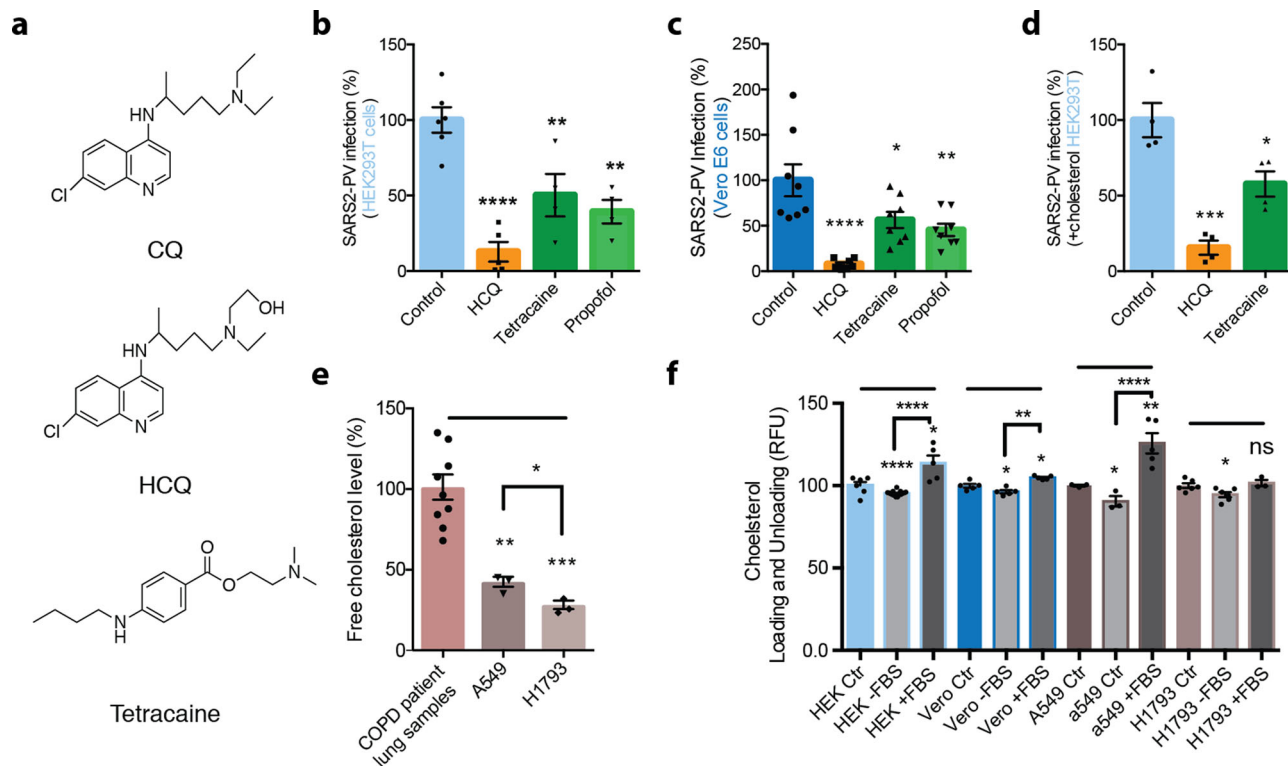 a
HN
N
Cl
N
CQ
OH
HN
N
Cl
N
HCQ
O
O
N
N
H
Tetracaine
b
SARS2-PV infection (%)
(HEK293T cells)
150
100
50
0
****
**
**
Control
HCQ
Tetracaine
Propofol
c
SARS2-PV Infection (%)
(Vero E6 cells)
250
200
150
100
50
0
****
*
**
Control
HCQ
Tetracaine
Propofol
d
SARS2-PV infection (%)
(+cholesterol HEK293T)
150
100
50
0
***
*
Control
HCQ
Tetracaine
e
Free cholesterol level (%)
150
100
50
0
*
**
***
COPD patient
lung samples
A549
H1793
f
Choelsterol
Loading and Unloading (RFU)
150
100
50
0.0
****
****
*
**
*
*
****
*
**
*
ns
HEK Ctr
HEK -FBS
HEK +FBS
Vero Ctr
Vero -FBS
Vero +FBS
A549 Ctr
a549 Ctr
a549 +FBS
H1793 Ctr
H1793 -FBS
H1793 +FBS